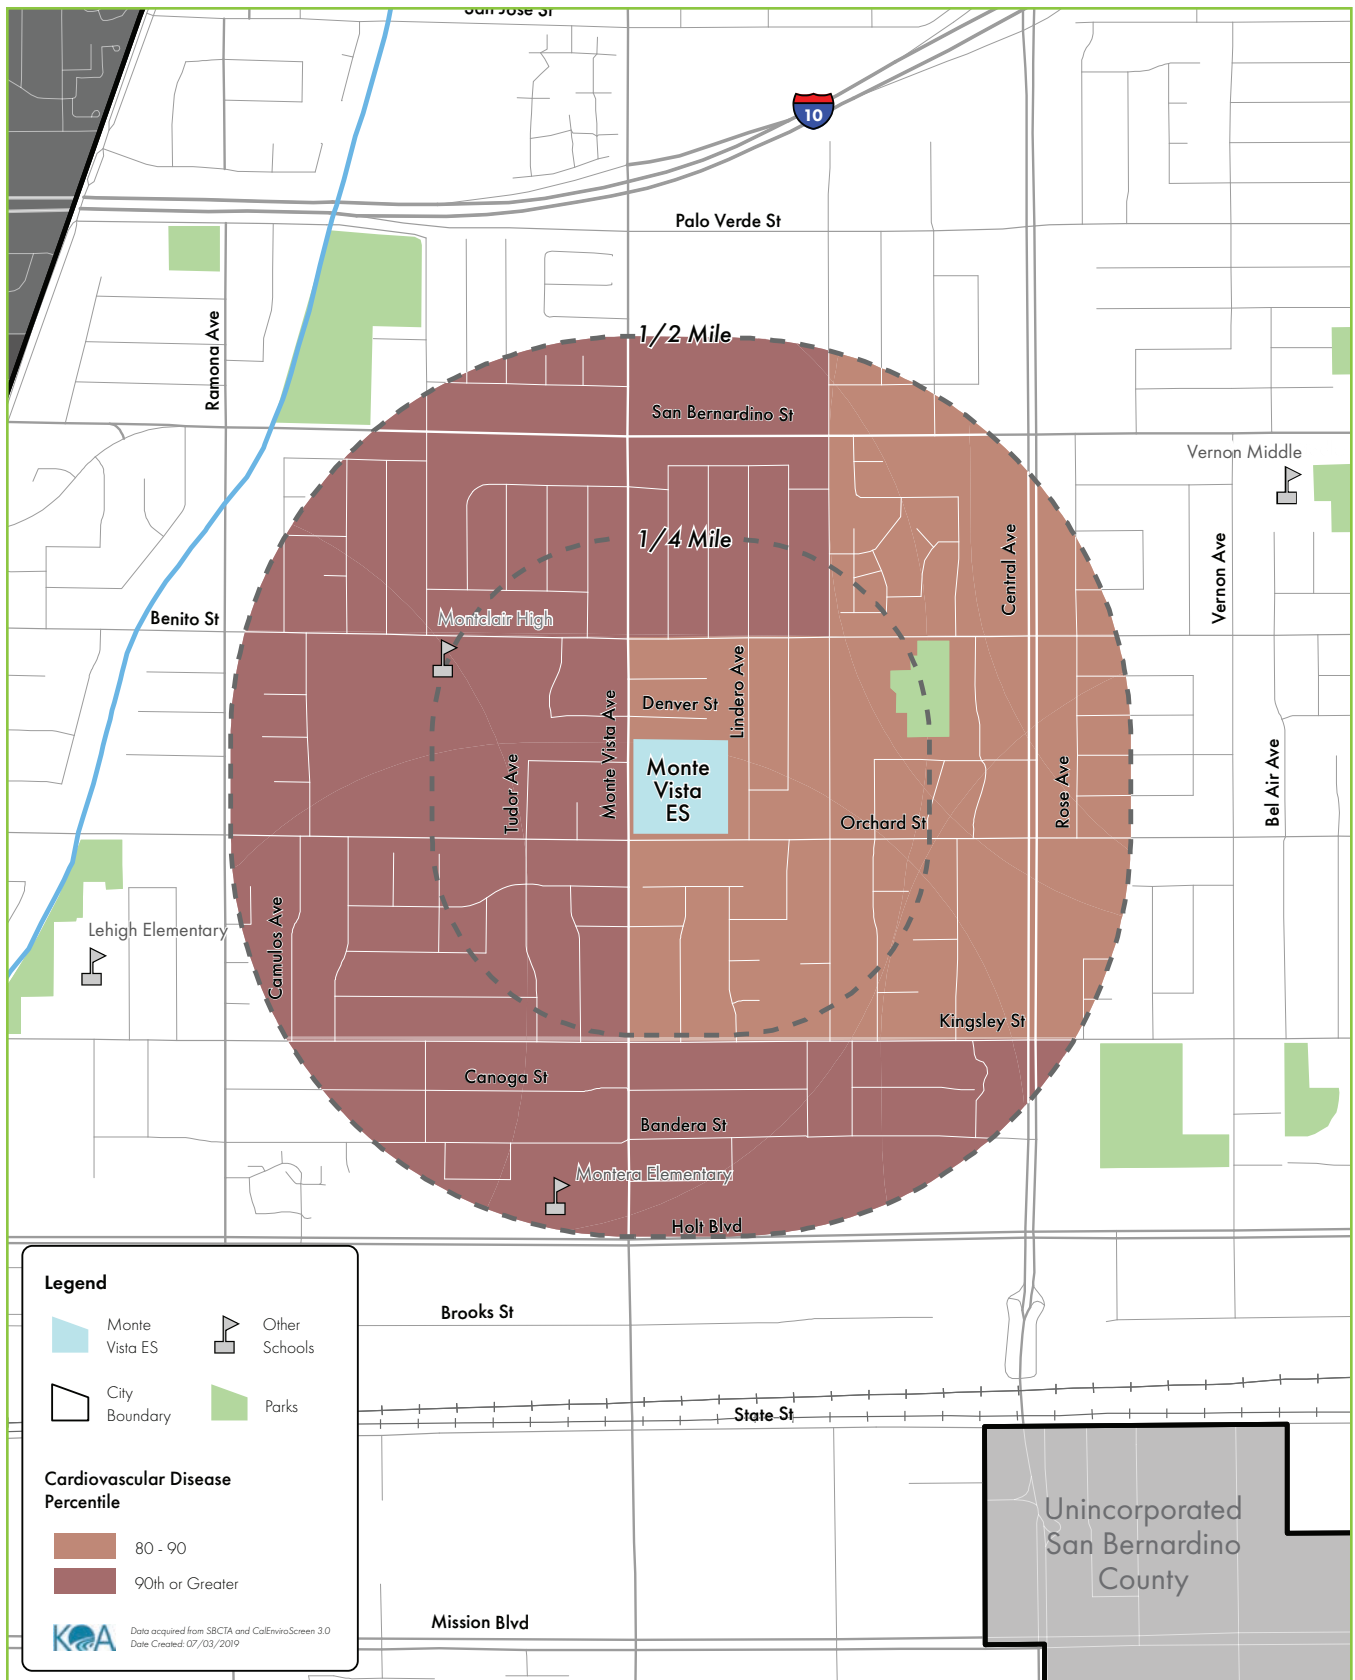 San Jose St
10
Palo Verde St
Ramona Ave
1/2 Mile
San Bernardino St
Vernon Middle
1/4 Mile
Central Ave
Vernon Ave
Benito St
Montclair High
Lindero Ave
Denver St
Monte Vista Ave
Monte
Vista
ES
Tudor Ave
Orchard St
Rose Ave
Bel Air Ave
Lehigh Elementary
Camulos Ave
Kingsley St
Canoga St
Bandera St
Montera Elementary
Holt Blvd
Legend
Monte
Vista ES
Other
Schools
City
Boundary
Parks
Brooks St
State St
Cardiovascular Disease
Percentile
80 - 90
90th or Greater
Unincorporated
San Bernardino
County
Mission Blvd
KOA
Data acquired from SBCTA and CalEnviroScreen 3.0
Date Created: 07/03/2019